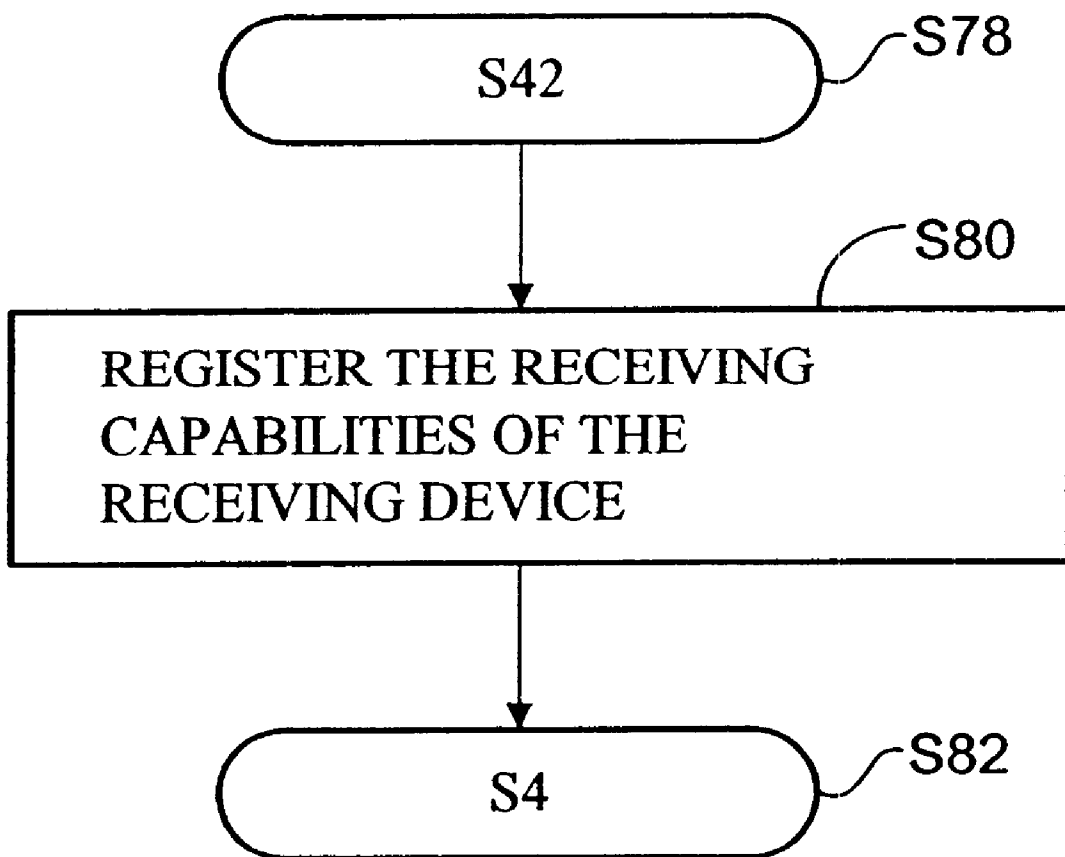 S42
S78
S80
REGISTER THE RECEIVING
CAPABILITIES OF THE
RECEIVING DEVICE
S4
S82